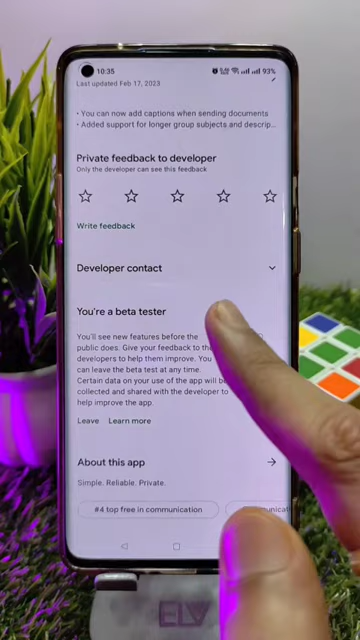 10:35
93%
Last updated Feb 17, 2023
• You can now add captions when sending documents
• Added support for longer group subjects and descrip...
Private feedback to developer
Only the developer can see this feedback
Write feedback
Developer contact
You're a beta tester
You'll see new features before the
public does. Give your feedback to th
developers to help them improve. You
can leave the beta test at any time.
Certain data on your use of the app will be
collected and shared with the developer to
help improve the app.
Leave Learn more
About this app
Simple. Reliable. Private.
#4 top free in communication
ELV